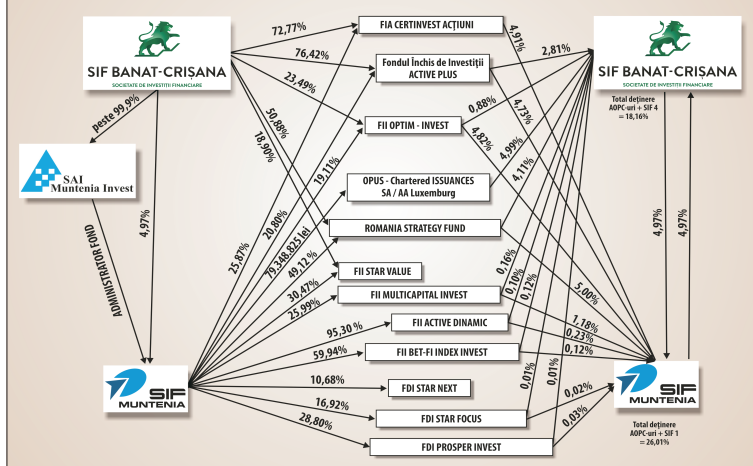 SIF BANAT-CRIȘANA
SOCIETATE DE INVESTIȚII FINANCIARE
peste 99,9%
SAI
Muntenia Invest
ADMINISTRATOR FOND
4,97%
SIF
MUNTENIA
72,77%
76,42%
23,49%
50,88%
18,90%
25,87%
20,80%
19,11%
79.348.825 lei
49,12 %
30,47%
25,99%
95,30 %
59,94%
10,68%
16,92%
28,80%
FIA CERTINVEST ACȚIUNI
Fondul Închis de Investiții
ACTIVE PLUS
FII OPTIM - INVEST
OPUS - Chartered ISSUANCES
SA / AA Luxemburg
ROMANIA STRATEGY FUND
FII STAR VALUE
FII MULTICAPITAL INVEST
FII ACTIVE DINAMIC
FII BET-FI INDEX INVEST
FDI STAR NEXT
FDI STAR FOCUS
FDI PROSPER INVEST
4,91%
2,81%
0,88%
4,73%
4,82%
4,99%
4,11%
0,16%
0,10%
0,12%
5,00%
1,18%
0,23%
0,12%
0,01%
0,01%
0,02%
0,03%
SIF BANAT-CRIȘANA
SOCIETATE DE INVESTIȚII FINANCIARE
Total deținere
AOPC-uri + SIF 4
= 18,16%
4,97%
4,97%
SIF
MUNTENIA
Total deținere
AOPC-uri + SIF 1
= 26,01%